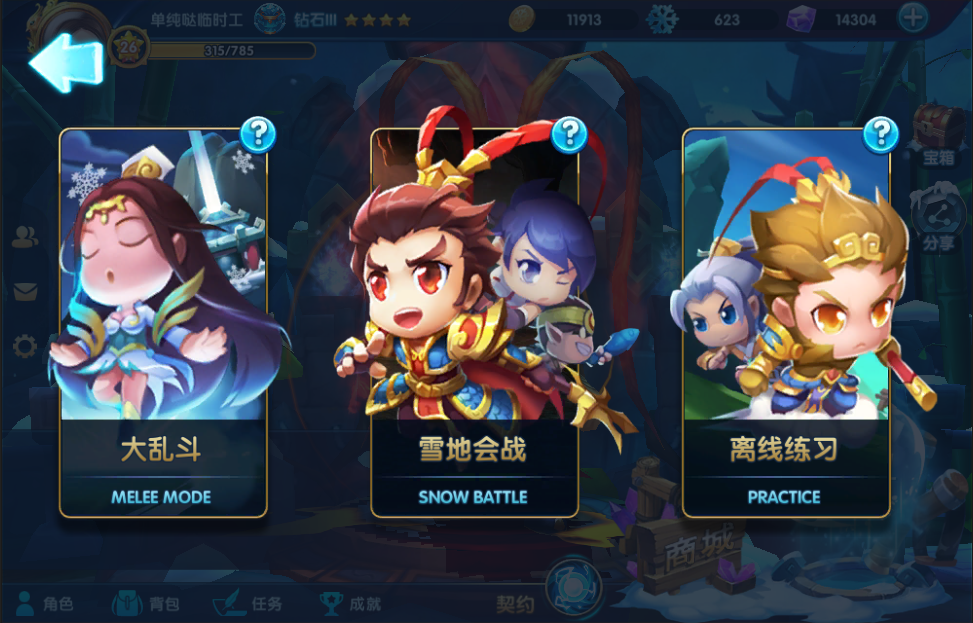 单纯哒临时工
钻石III
11913
623
14304
26
315/785
?
?
?
宝箱
分享
大乱斗
雪地会战
离线练习
MELEE MODE
SNOW BATTLE
PRACTICE
商城
角色
背包
任务
成就
契约